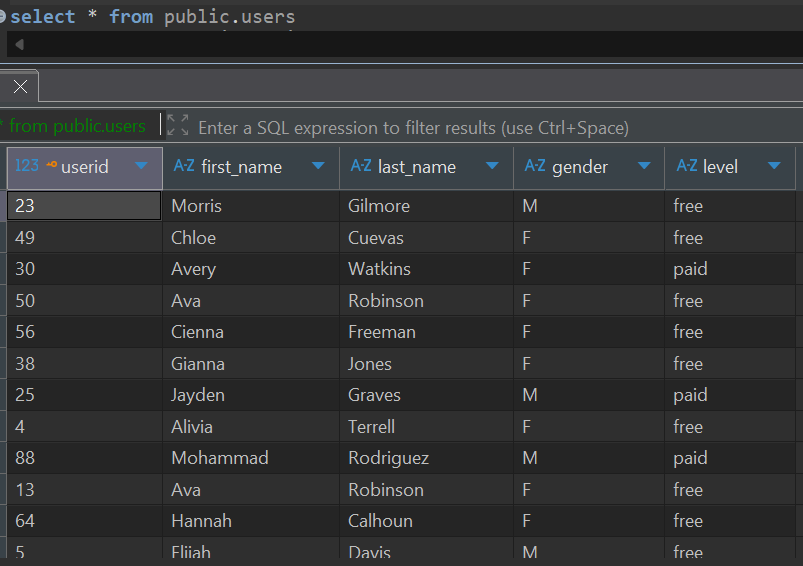 select * from public.users
* from public.users Enter a SQL expression to filter results (use Ctrl+Space)
123 userid A-Z first_name A-Z last_name A-Z gender A-Z level
23 Morris Gilmore M free
49 Chloe Cuevas F free
30 Avery Watkins F paid
50 Ava Robinson F free
56 Cienna Freeman F free
38 Gianna Jones F free
25 Jayden Graves M paid
4 Alivia Terrell F free
88 Mohammad Rodriguez M paid
13 Ava Robinson F free
64 Hannah Calhoun F free
5 Elijah Davis M free